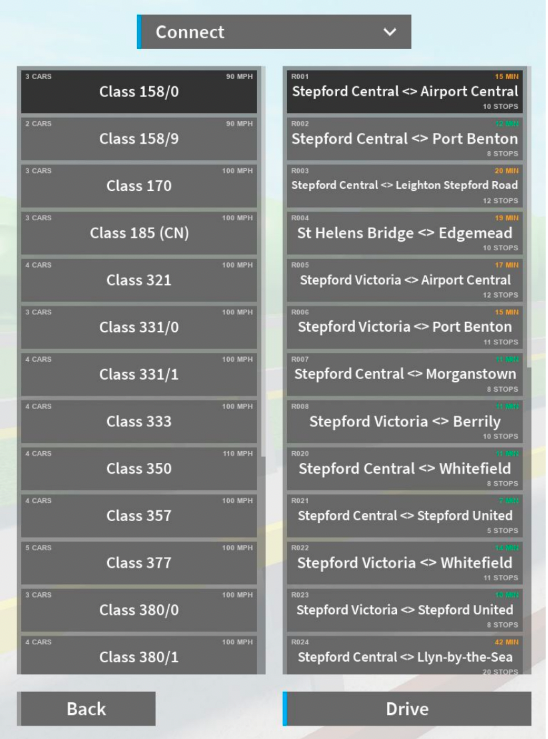 Connect
3 CARS 90 MPH
Class 158/0
2 CARS 90 MPH
Class 158/9
3 CARS 100 MPH
Class 170
3 CARS 100 MPH
Class 185 (CN)
4 CARS 100 MPH
Class 321
3 CARS 100 MPH
Class 331/0
4 CARS 100 MPH
Class 331/1
4 CARS 100 MPH
Class 333
4 CARS 110 MPH
Class 350
4 CARS 100 MPH
Class 357
5 CARS 100 MPH
Class 377
3 CARS 100 MPH
Class 380/0
4 CARS 100 MPH
Class 380/1
R001 15 MIN
Stepford Central <> Airport Central
10 STOPS
R002 MIN
Stepford Central <> Port Benton
8 STOPS
R003 20 MIN
Stepford Central <> Leighton Stepford Road
12 STOPS
R004 19 MIN
St Helens Bridge <> Edgemead
10 STOPS
R005 17 MIN
Stepford Victoria <> Airport Central
12 STOPS
R006 15 MIN
Stepford Victoria <> Port Benton
11 STOPS
R007 MIN
Stepford Central <> Morganstown
8 STOPS
R008 MIN
Stepford Victoria <> Berrily
10 STOPS
R020 MIN
Stepford Central <> Whitefield
8 STOPS
R021 MIN
Stepford Central <> Stepford United
5 STOPS
R022 MIN
Stepford Victoria <> Whitefield
11 STOPS
R023 MIN
Stepford Victoria <> Stepford United
8 STOPS
R024 42 MIN
Stepford Central <> Llyn-by-the-Sea
20 STOPS
Back
Drive